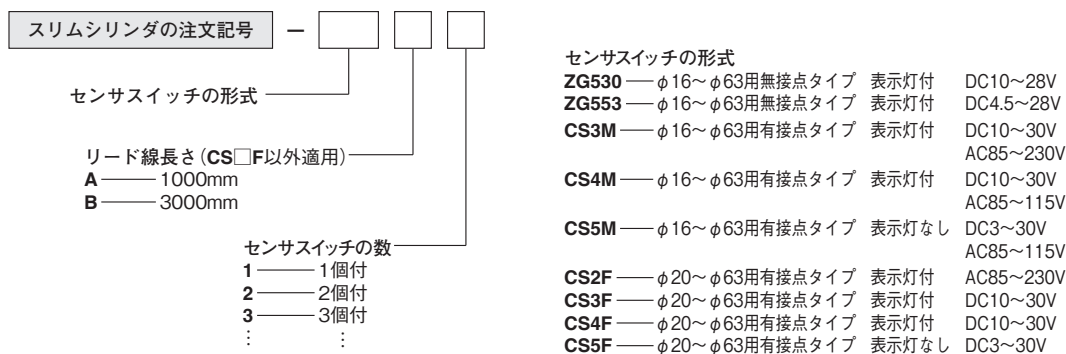 スリムシリンダの注文記号 −
センサスイッチの形式
リード線長さ（CS□F以外適用）
A 1000mm
B 3000mm
センサスイッチの数
1 1個付
2 2個付
3 3個付
⋮ ⋮
センサスイッチの形式
ZG530 φ16～φ63用無接点タイプ 表示灯付 DC10～28V
ZG553 φ16～φ63用無接点タイプ 表示灯付 DC4.5～28V
CS3M φ16～φ63用有接点タイプ 表示灯付 DC10～30V
AC85～230V
CS4M φ16～φ63用有接点タイプ 表示灯付 DC10～30V
AC85～115V
CS5M φ16～φ63用有接点タイプ 表示灯なし DC3～30V
AC85～115V
CS2F φ20～φ63用有接点タイプ 表示灯付 AC85～230V
CS3F φ20～φ63用有接点タイプ 表示灯付 DC10～30V
CS4F φ20～φ63用有接点タイプ 表示灯付 DC10～30V
CS5F φ20～φ63用有接点タイプ 表示灯なし DC3～30V